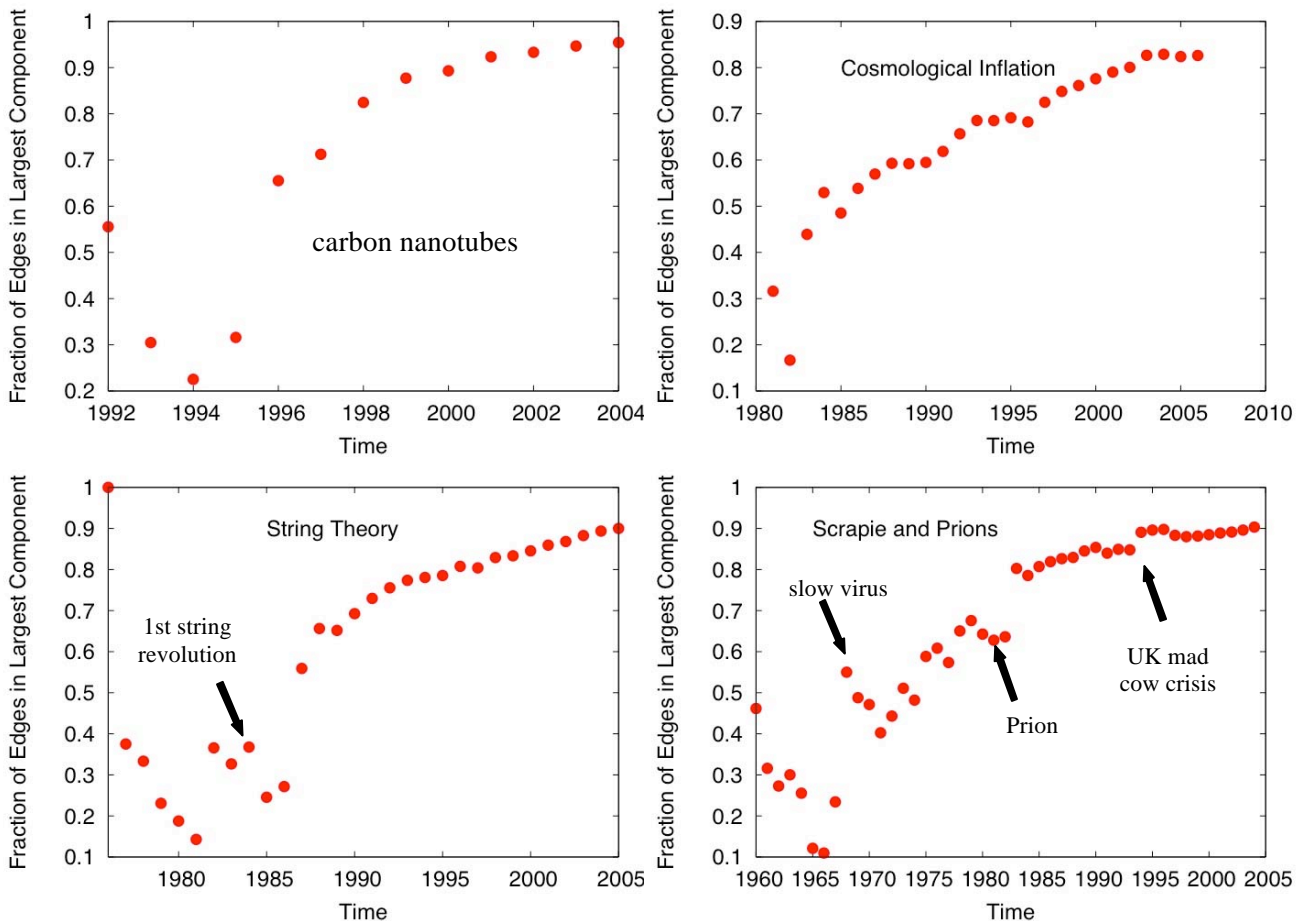 Fraction of Edges in Largest Component
1
0.9
0.8
0.7
0.6
0.5
0.4
0.3
0.2
carbon nanotubes
1992 1994 1996 1998 2000 2002 2004
Time
Fraction of Edges in Largest Component
0.9
0.8
0.7
0.6
0.5
0.4
0.3
0.2
0.1
Cosmological Inflation
1980 1985 1990 1995 2000 2005 2010
Time
Fraction of Edges in Largest Component
1
0.9
0.8
0.7
0.6
0.5
0.4
0.3
0.2
0.1
String Theory
1st string
revolution
1980 1985 1990 1995 2000 2005
Time
Fraction of Edges in Largest Component
1
0.9
0.8
0.7
0.6
0.5
0.4
0.3
0.2
0.1
Scrapie and Prions
slow virus
UK mad
cow crisis
Prion
1960 1965 1970 1975 1980 1985 1990 1995 2000 2005
Time